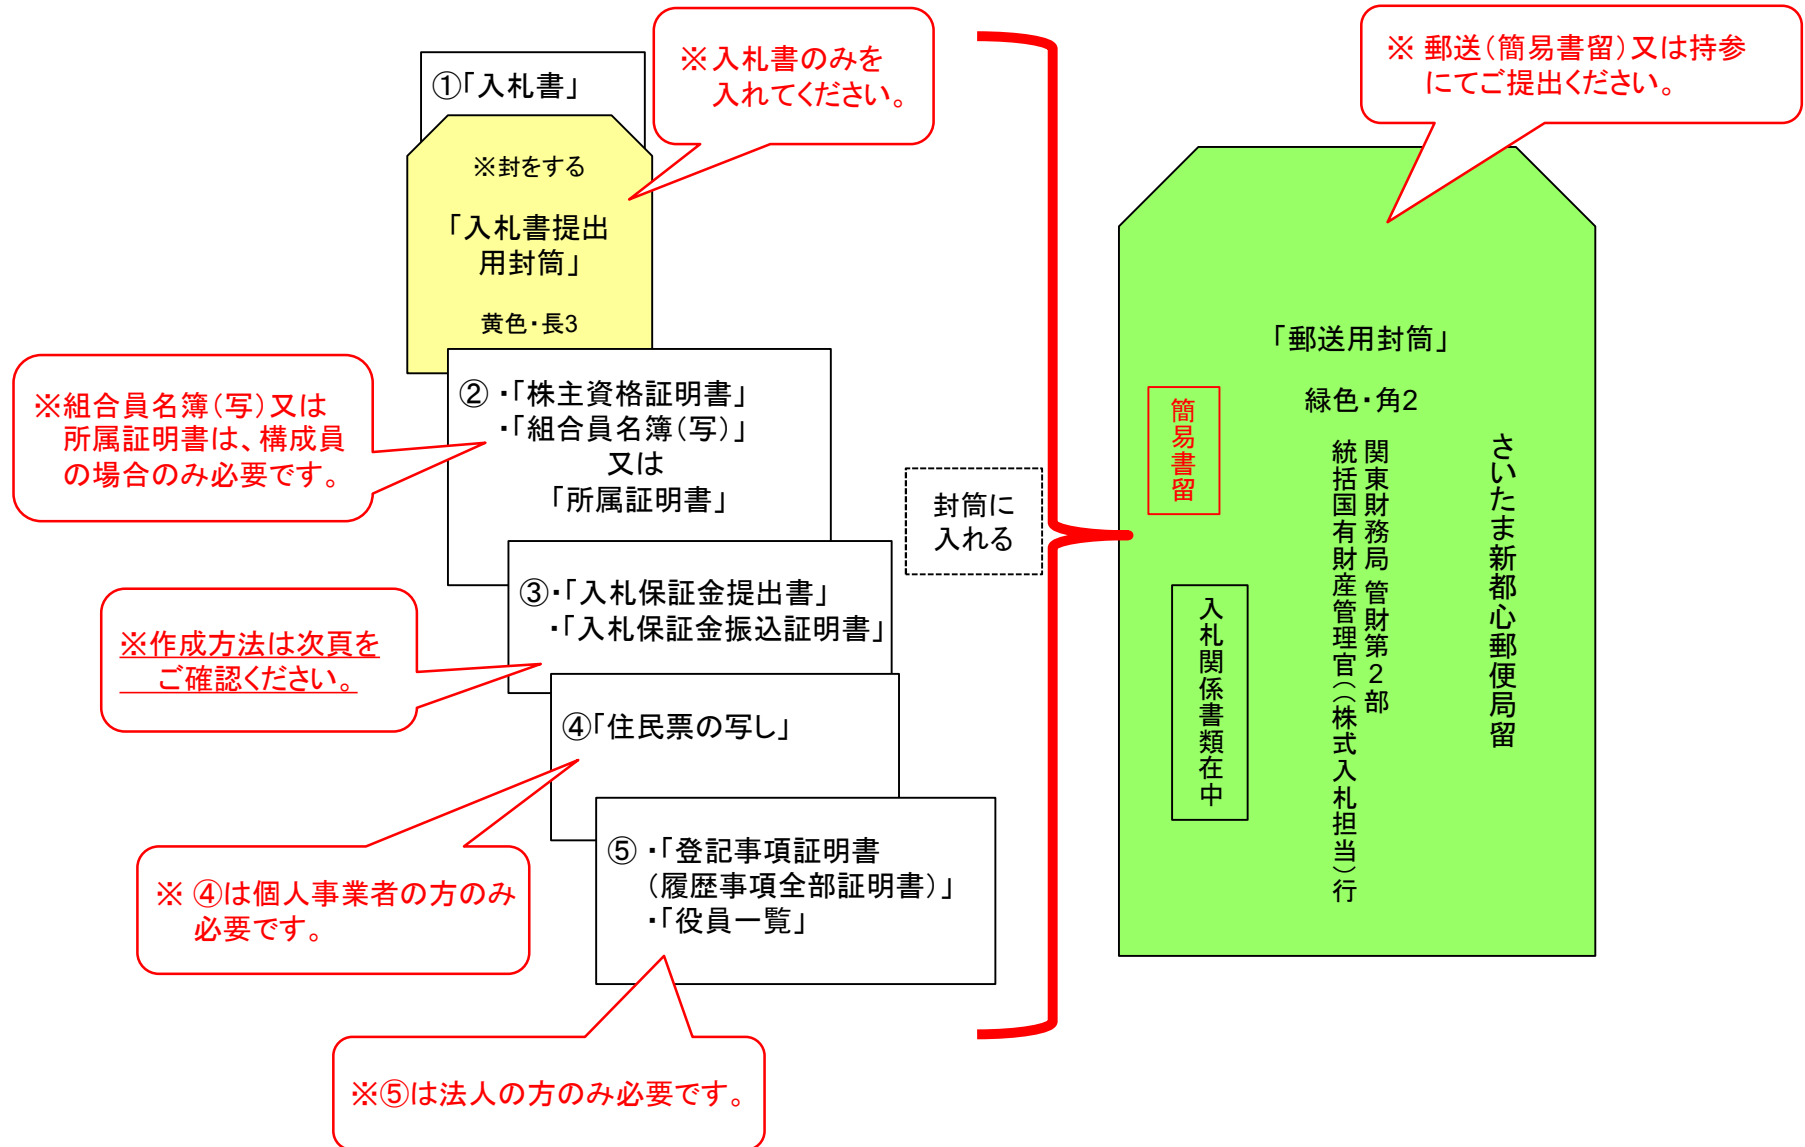 ①「入札書」
※入札書のみを
入れてください。
※封をする
「入札書提出
用封筒」
黄色・長3
② ・「株主資格証明書」
・「組合員名簿(写)」
又は
「所属証明書」
※組合員名簿(写)又は
所属証明書は、構成員
の場合のみ必要です。
③・「入札保証金提出書」
・「入札保証金振込証明書」
※作成方法は次頁を
ご確認ください。
④「住民票の写し」
※ ④は個人事業者の方のみ
必要です。
⑤ ・「登記事項証明書
(履歴事項全部証明書)」
・「役員一覧」
※⑤は法人の方のみ必要です。
封筒に
入れる
※ 郵送(簡易書留)又は持参
にてご提出ください。
「郵送用封筒」
緑色・角2
さいたま新都心郵便局留
関東財務局 管財第2部
統括国有財産管理官((株式入札担当)行
簡易書留
入札関係書類在中